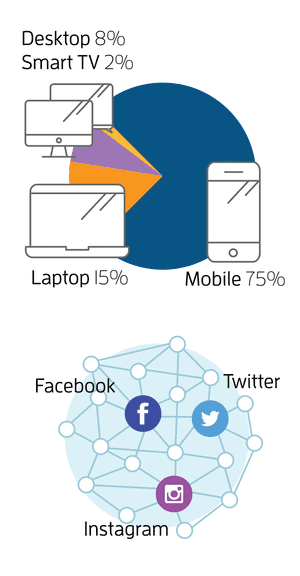 Desktop 8%
Smart TV 2%
Laptop 15%
Mobile 75%
Facebook
f
Twitter
Instagram